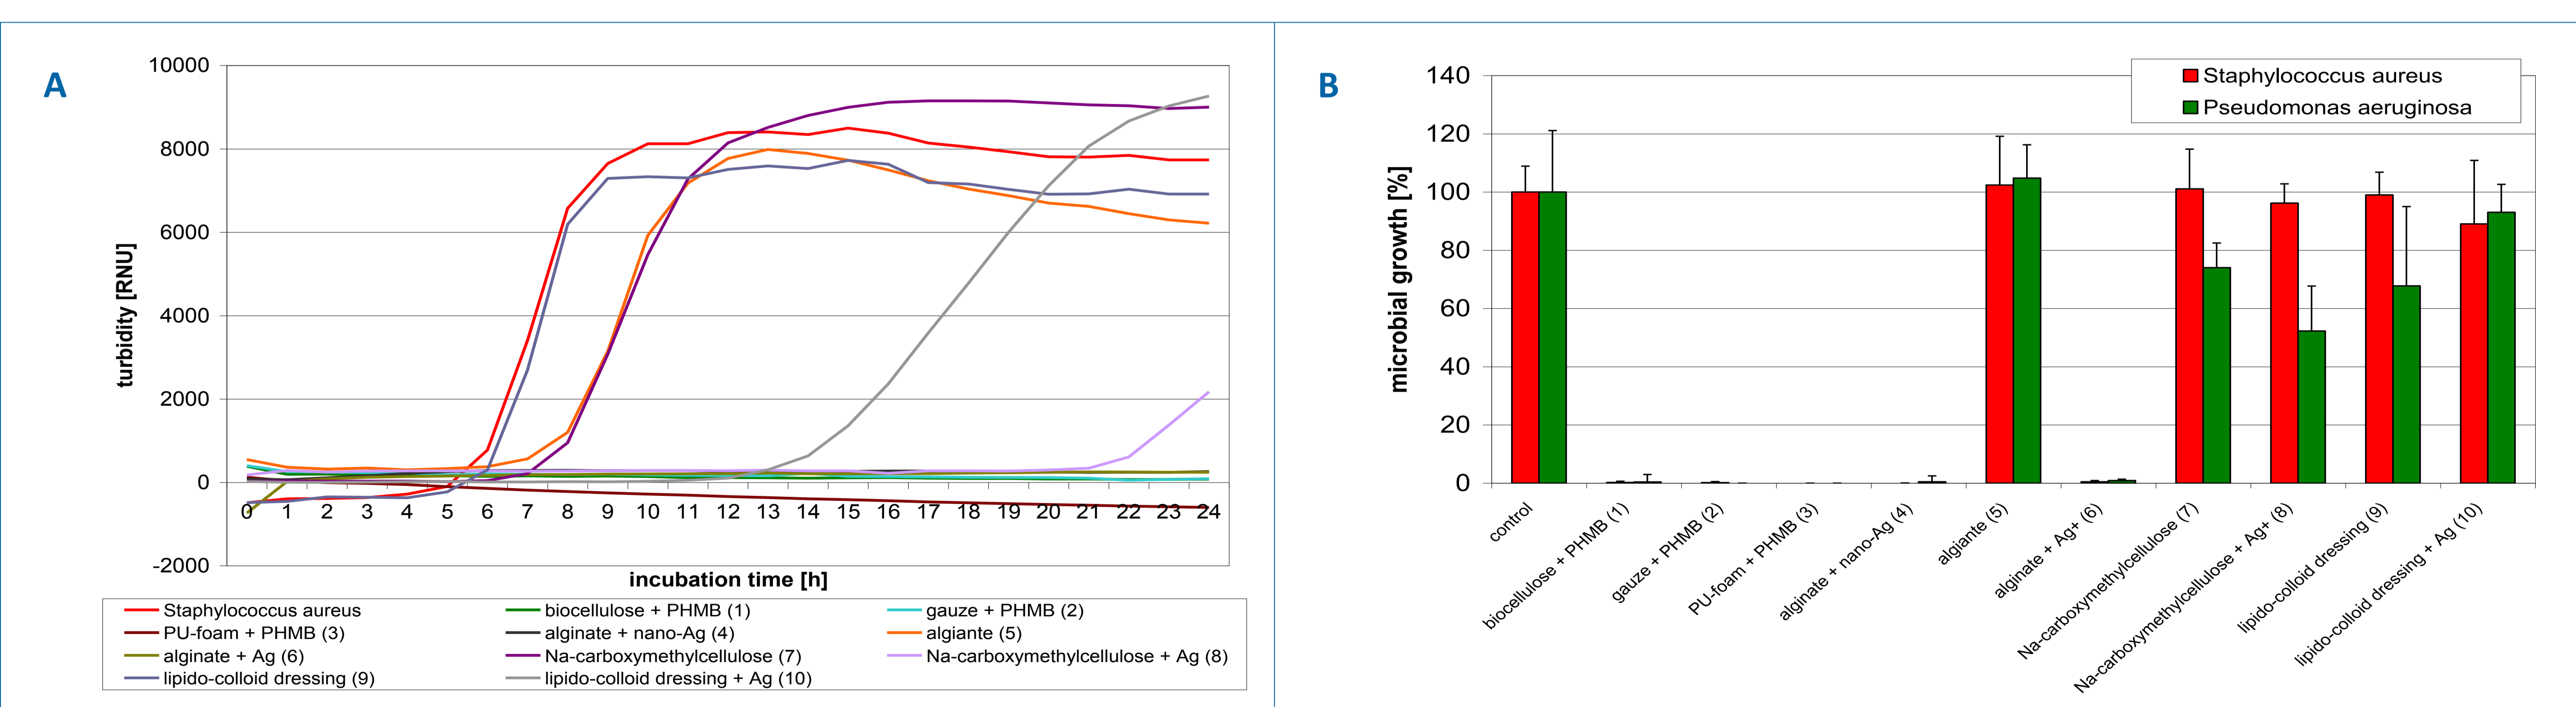 A
10000
8000
6000
4000
2000
0
-2000
turbidity [RNU]
0 1 2 3 4 5 6 7 8 9 10 11 12 13 14 15 16 17 18 19 20 21 22 23 24
incubation time [h]
Staphylococcus aureus
biocellulose + PHMB (1)
gauze + PHMB (2)
PU-foam + PHMB (3)
alginate + nano-Ag (4)
algiante (5)
alginate + Ag (6)
Na-carboxymethylcellulose (7)
Na-carboxymethylcellulose + Ag (8)
lipido-colloid dressing (9)
lipido-colloid dressing + Ag (10)
B
140
120
100
80
60
40
20
0
microbial growth [%]
Staphylococcus aureus
Pseudomonas aeruginosa
control
biocellulose + PHMB (1)
gauze + PHMB (2)
PU-foam + PHMB (3)
alginate + nano-Ag (4)
algiante (5)
alginate + Ag+ (6)
Na-carboxymethylcellulose (7)
Na-carboxymethylcellulose + Ag+ (8)
lipido-colloid dressing (9)
lipido-colloid dressing + Ag (10)